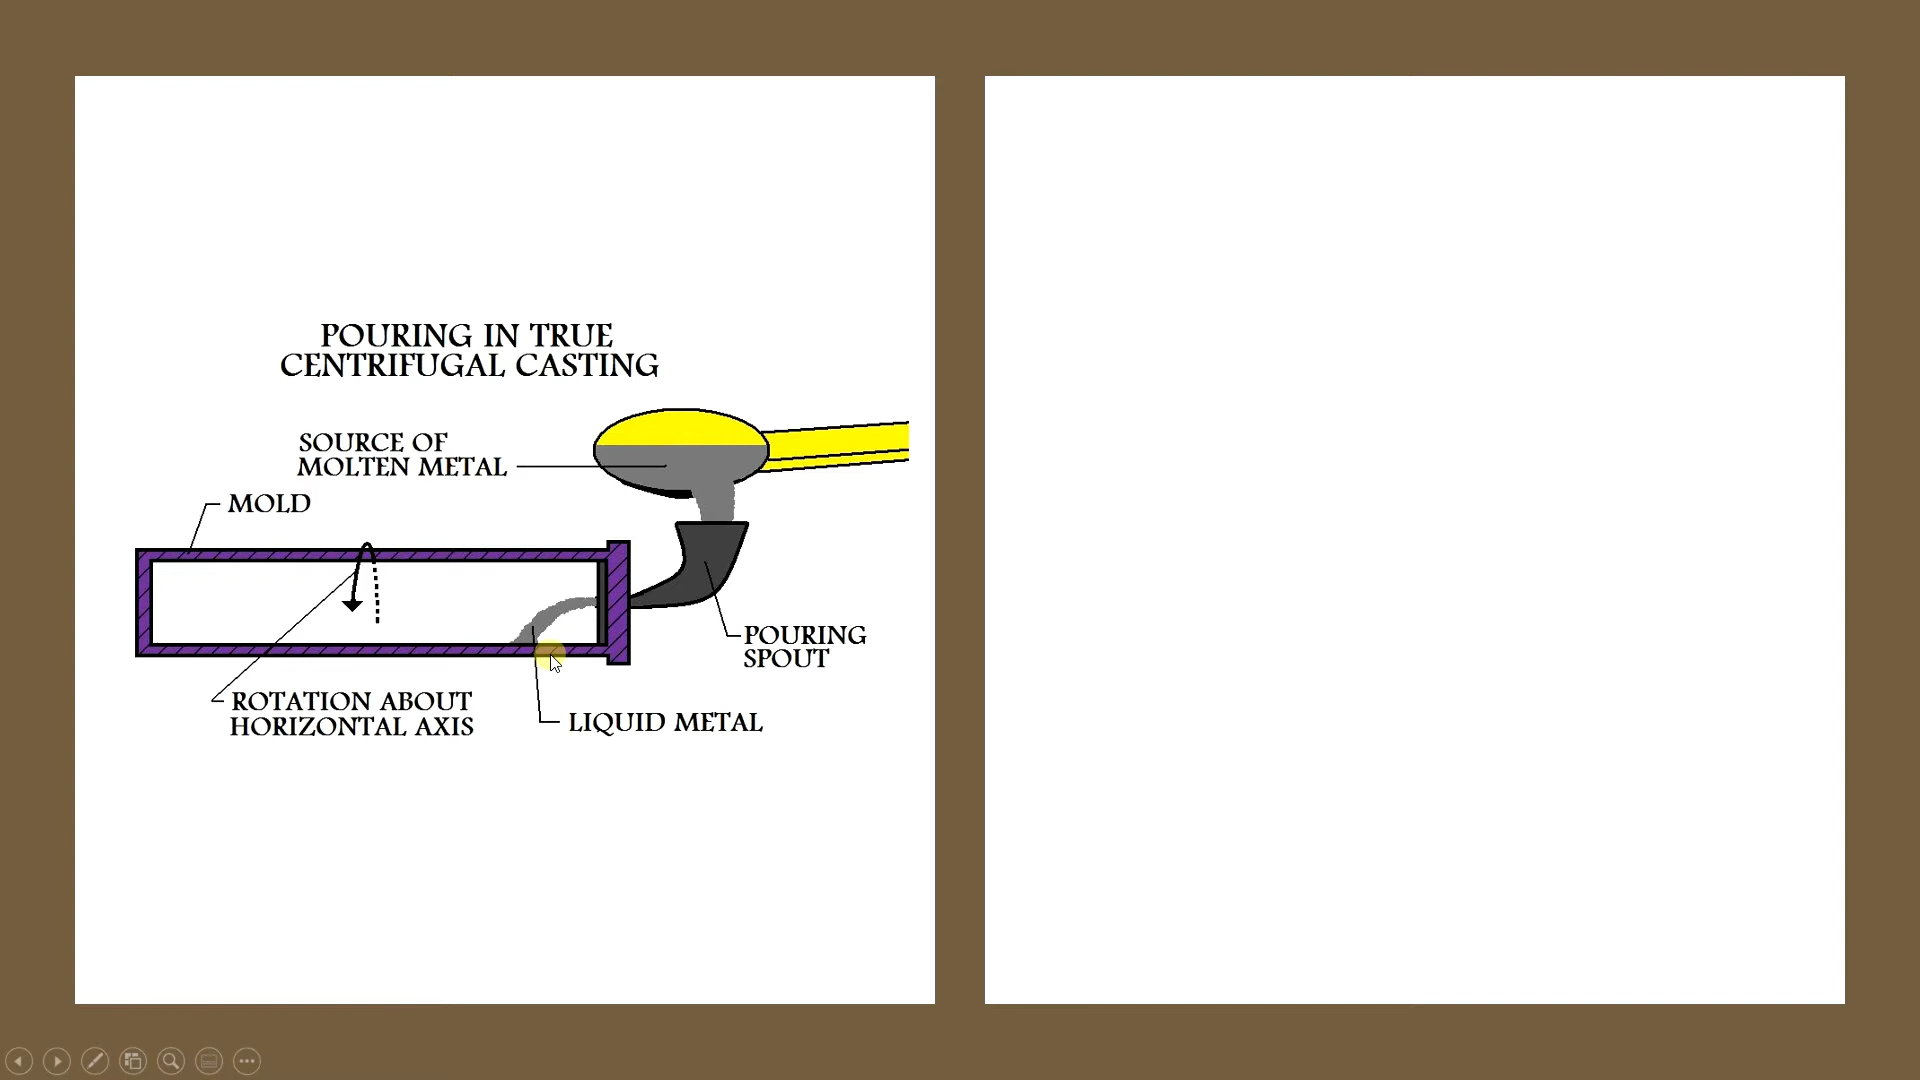 POURING IN TRUE
CENTRIFUGAL CASTING
SOURCE OF
MOLTEN METAL
MOLD
POURING
SPOUT
ROTATION ABOUT
HORIZONTAL AXIS
LIQUID METAL